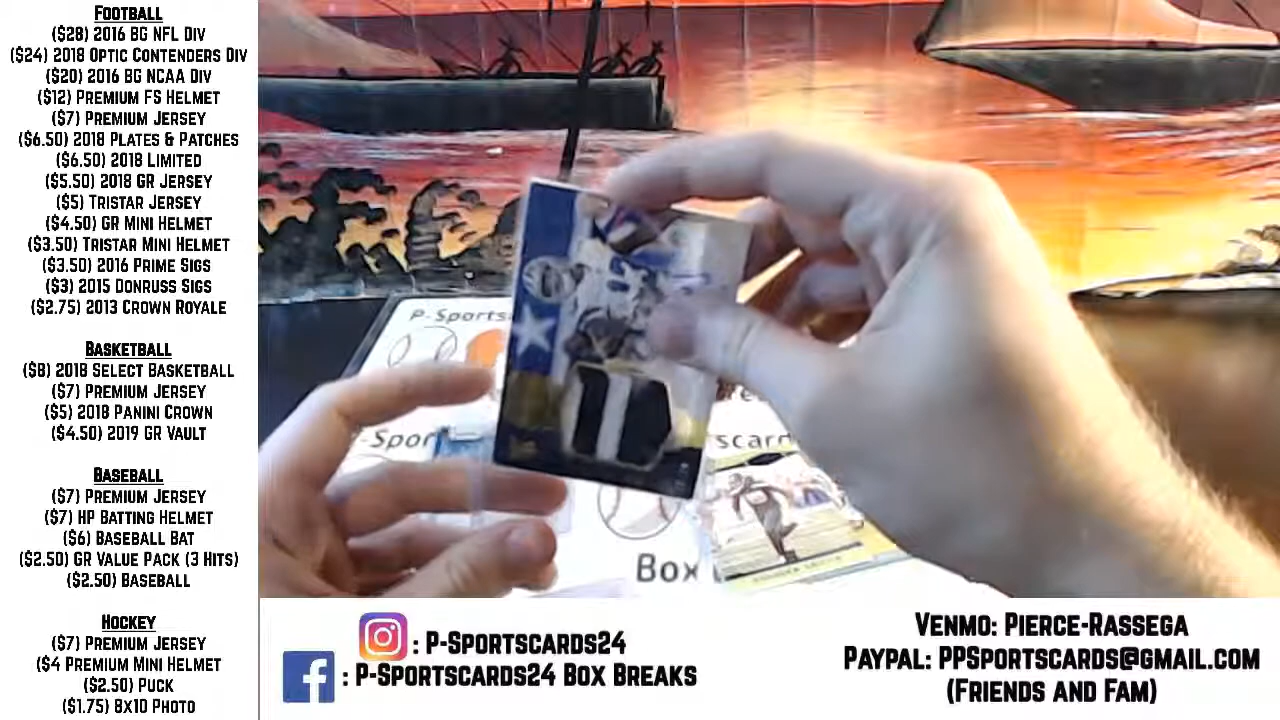 FOOTBALL
($28) 2016 BG NFL DIV
($24) 2018 OPTIC CONTENDERS DIV
($20) 2016 BG NCAA DIV
($12) PREMIUM FS HELMET
($7) PREMIUM JERSEY
($6.50) 2018 PLATES & PATCHES
($6.50) 2018 LIMITED
($5.50) 2018 GR JERSEY
($5) TRISTAR JERSEY
($4.50) GR MINI HELMET
($3.50) TRISTAR MINI HELMET
($3.50) 2016 PRIME SIGS
($3) 2015 DONRUSS SIGS
($2.75) 2013 CROWN ROYALE
BASKETBALL
($8) 2018 SELECT BASKETBALL
($7) PREMIUM JERSEY
($5) 2018 PANINI CROWN
($4.50) 2019 GR VAULT
BASEBALL
($7) PREMIUM JERSEY
($7) HP BATTING HELMET
($6) BASEBALL BAT
($2.50) GR VALUE PACK (3 HITS)
($2.50) BASEBALL
HOCKEY
($7) PREMIUM JERSEY
($4 PREMIUM MINI HELMET
($2.50) PUCK
($1.75) 8X10 PHOTO
P-Sports
-Spor
scard
Box
: P-SPORTSCARDS24
: P-SPORTSCARDS24 BOX BREAKS
VENMO: PIERCE-RASSEGA
PAYPAL: PPSPORTSCARDS@GMAIL.COM
(FRIENDS AND FAM)